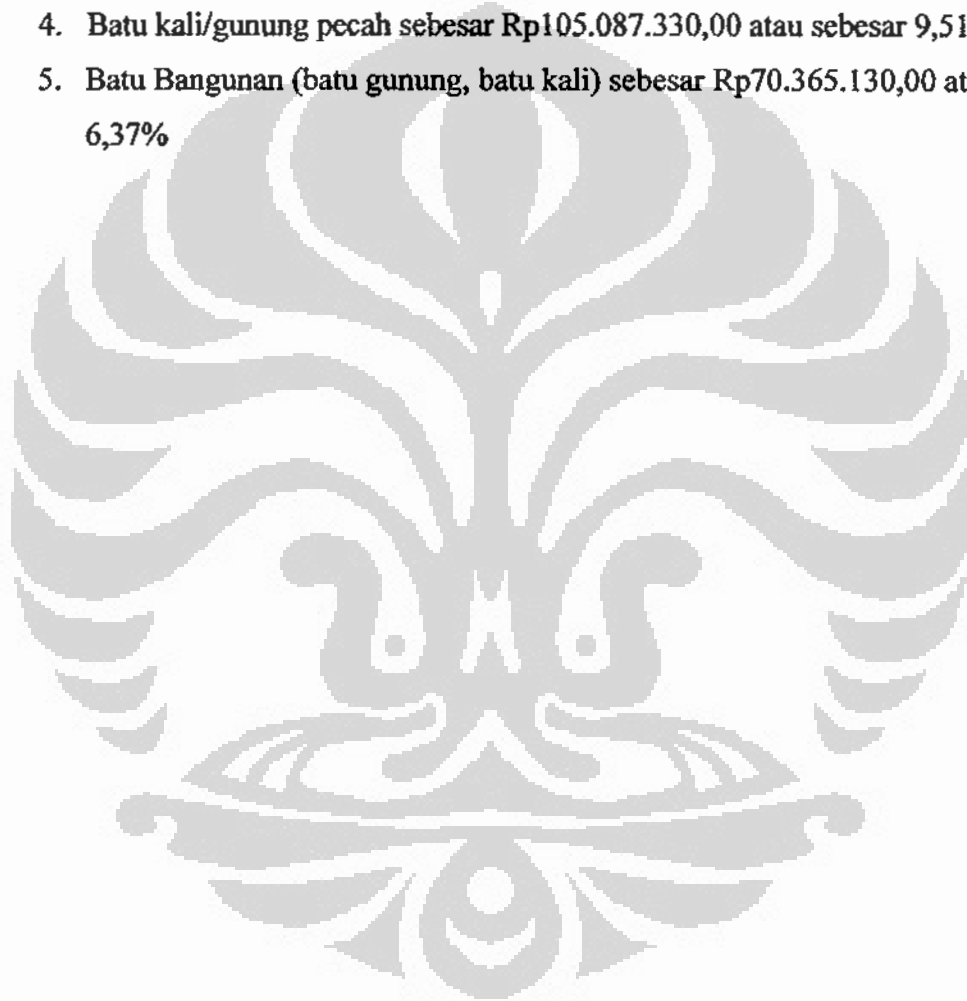 4. Batu kali/gunung pecah sebesar Rp105.087.330,00 atau sebesar 9,51
5. Batu Bangunan (batu gunung, batu kali) sebesar Rp70.365.130,00 at
6,37%